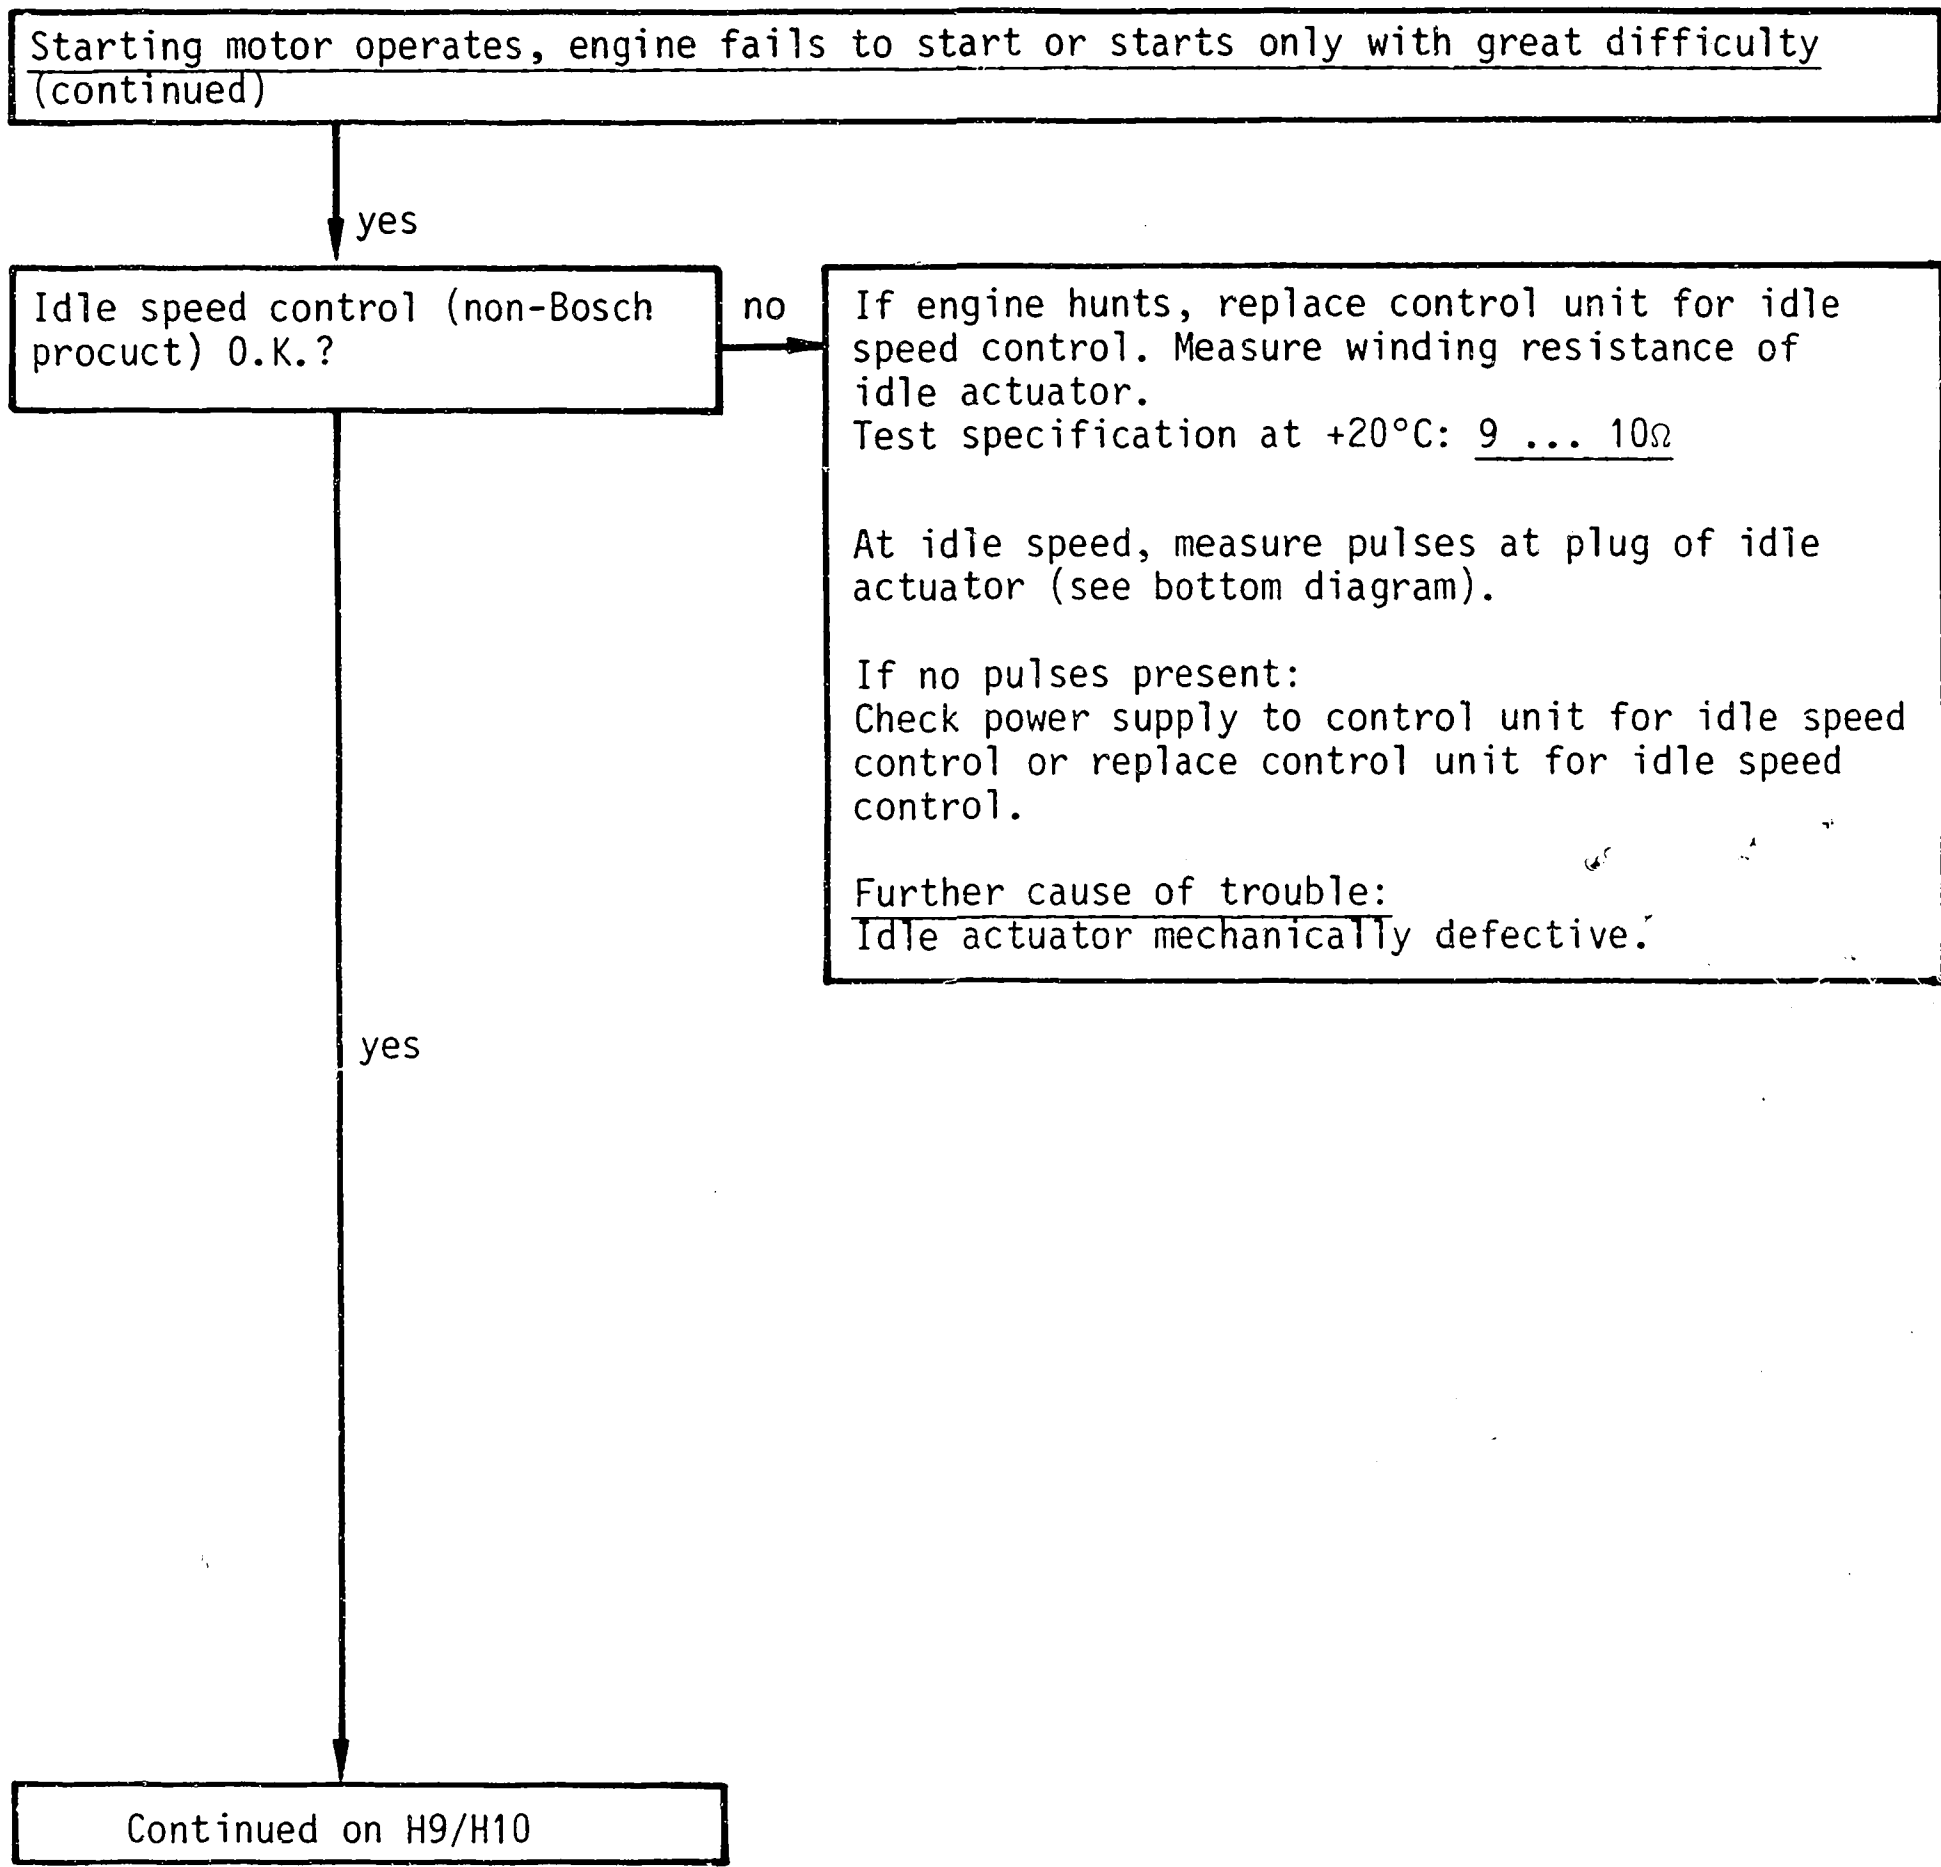 Starting motor operates, engine fails to start or starts only with great difficulty
(continued)
yes
Idle speed control (non-Bosch
procuct) O.K.?
no
If engine hunts, replace control unit for idle
speed control. Measure winding resistance of
idle actuator.
Test specification at +20°C: 9 ... 10Ω
At idle speed, measure pulses at plug of idle
actuator (see bottom diagram).
If no pulses present:
Check power supply to control unit for idle speed
control or replace control unit for idle speed
control.
Further cause of trouble:
Idle actuator mechanically defective.
yes
Continued on H9/H10